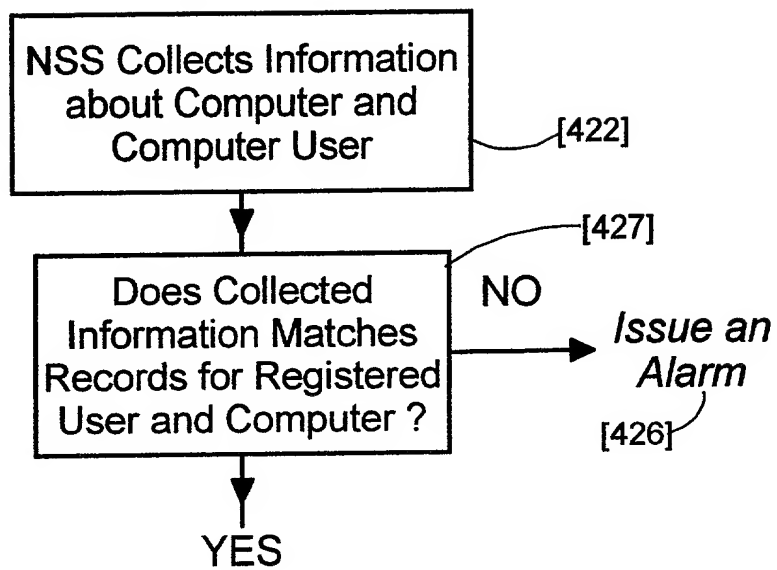 NSS Collects Information
about Computer and
Computer User
[422]
[427]
Does Collected
Information Matches
Records for Registered
User and Computer ?
NO
Issue an
Alarm
[426]
YES